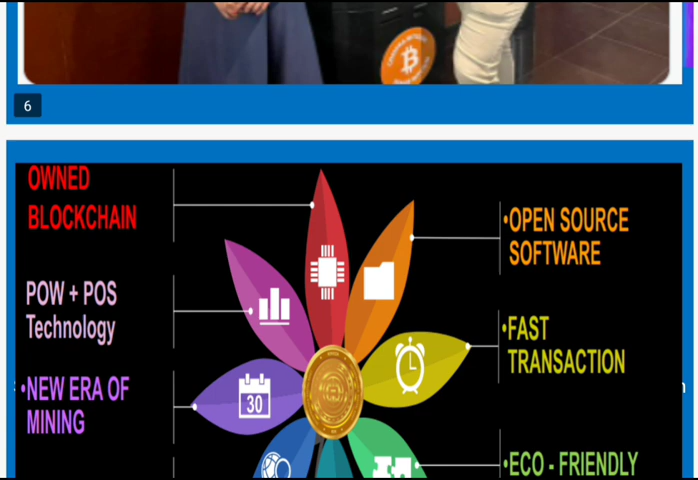 6
OWNED
BLOCKCHAIN
POW + POS
Technology
•NEW ERA OF
MINING
30
•OPEN SOURCE
SOFTWARE
•FAST
TRANSACTION
•ECO - FRIENDLY